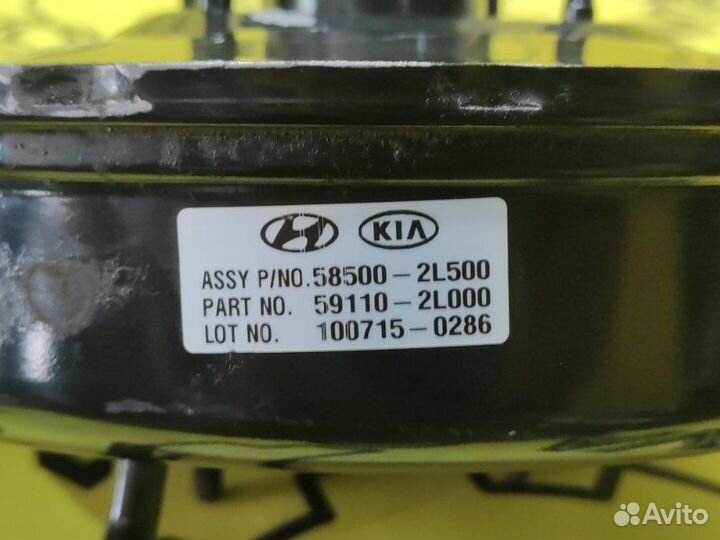 KIA
ASSY P/NO. 58500-2L500
PART NO. 59110-2L000
LOT NO. 100715-0286
Avito